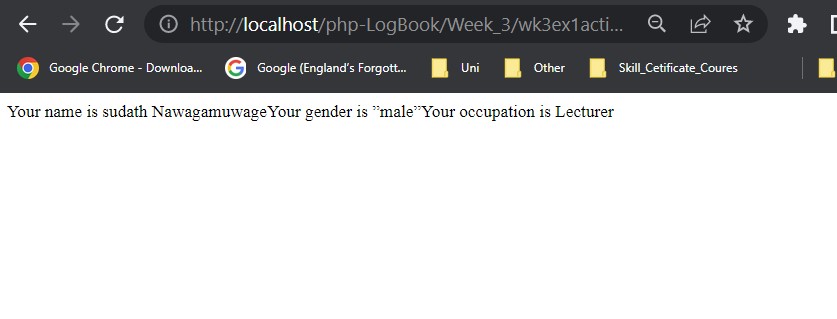 http://localhost/php-LogBook/Week_3/wk3ex1acti...
Google Chrome - Downloa... Google (England's Forgott... Uni Other Skill_Cetificate_Coures
Your name is sudath NawagamuwageYour gender is ”male”Your occupation is Lecturer